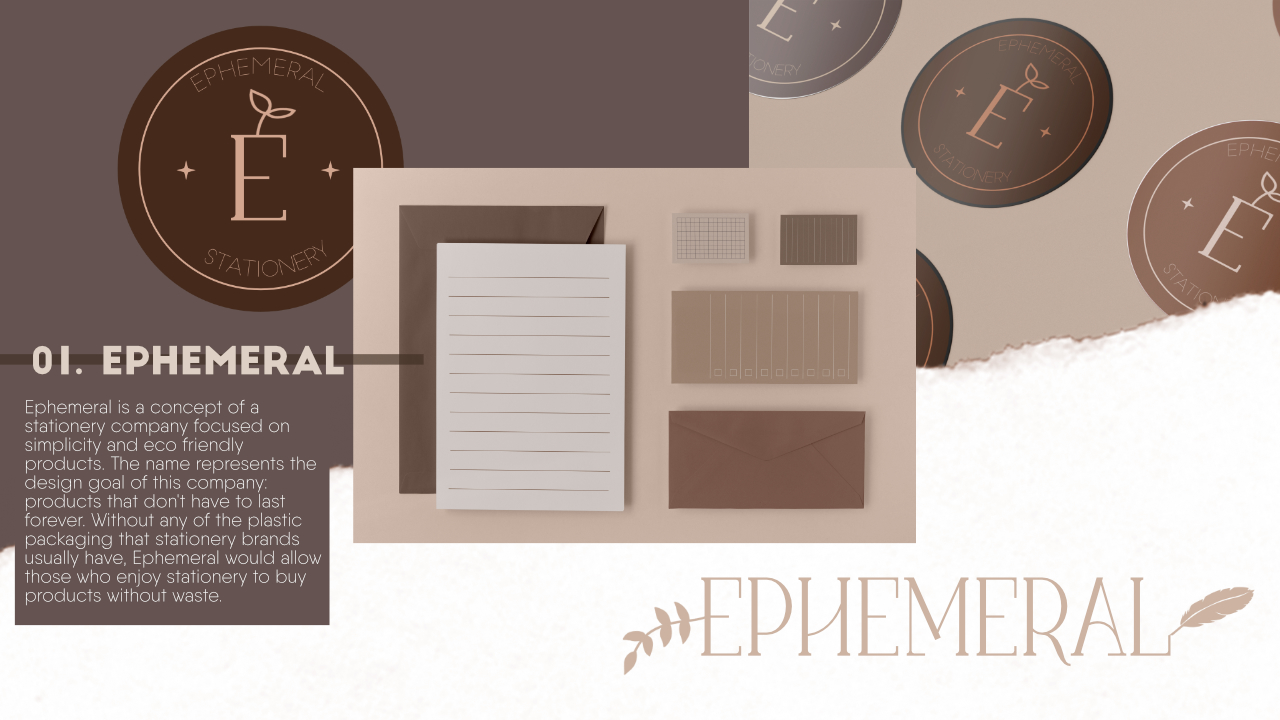 EPHEMERAL
E
STATIONERY
01. EPHEMERAL
Ephemeral is a concept of a
stationery company focused on
simplicity and eco friendly
products. The name represents the
design goal of this company:
products that don't have to last
forever. Without any of the plastic
packaging that stationery brands
usually have, Ephemeral would allow
those who enjoy stationery to buy
products without waste.
E
IONERY
EPHEMERAL
E
STATIONERY
EPHE
E
STATION
EPHEMERAL